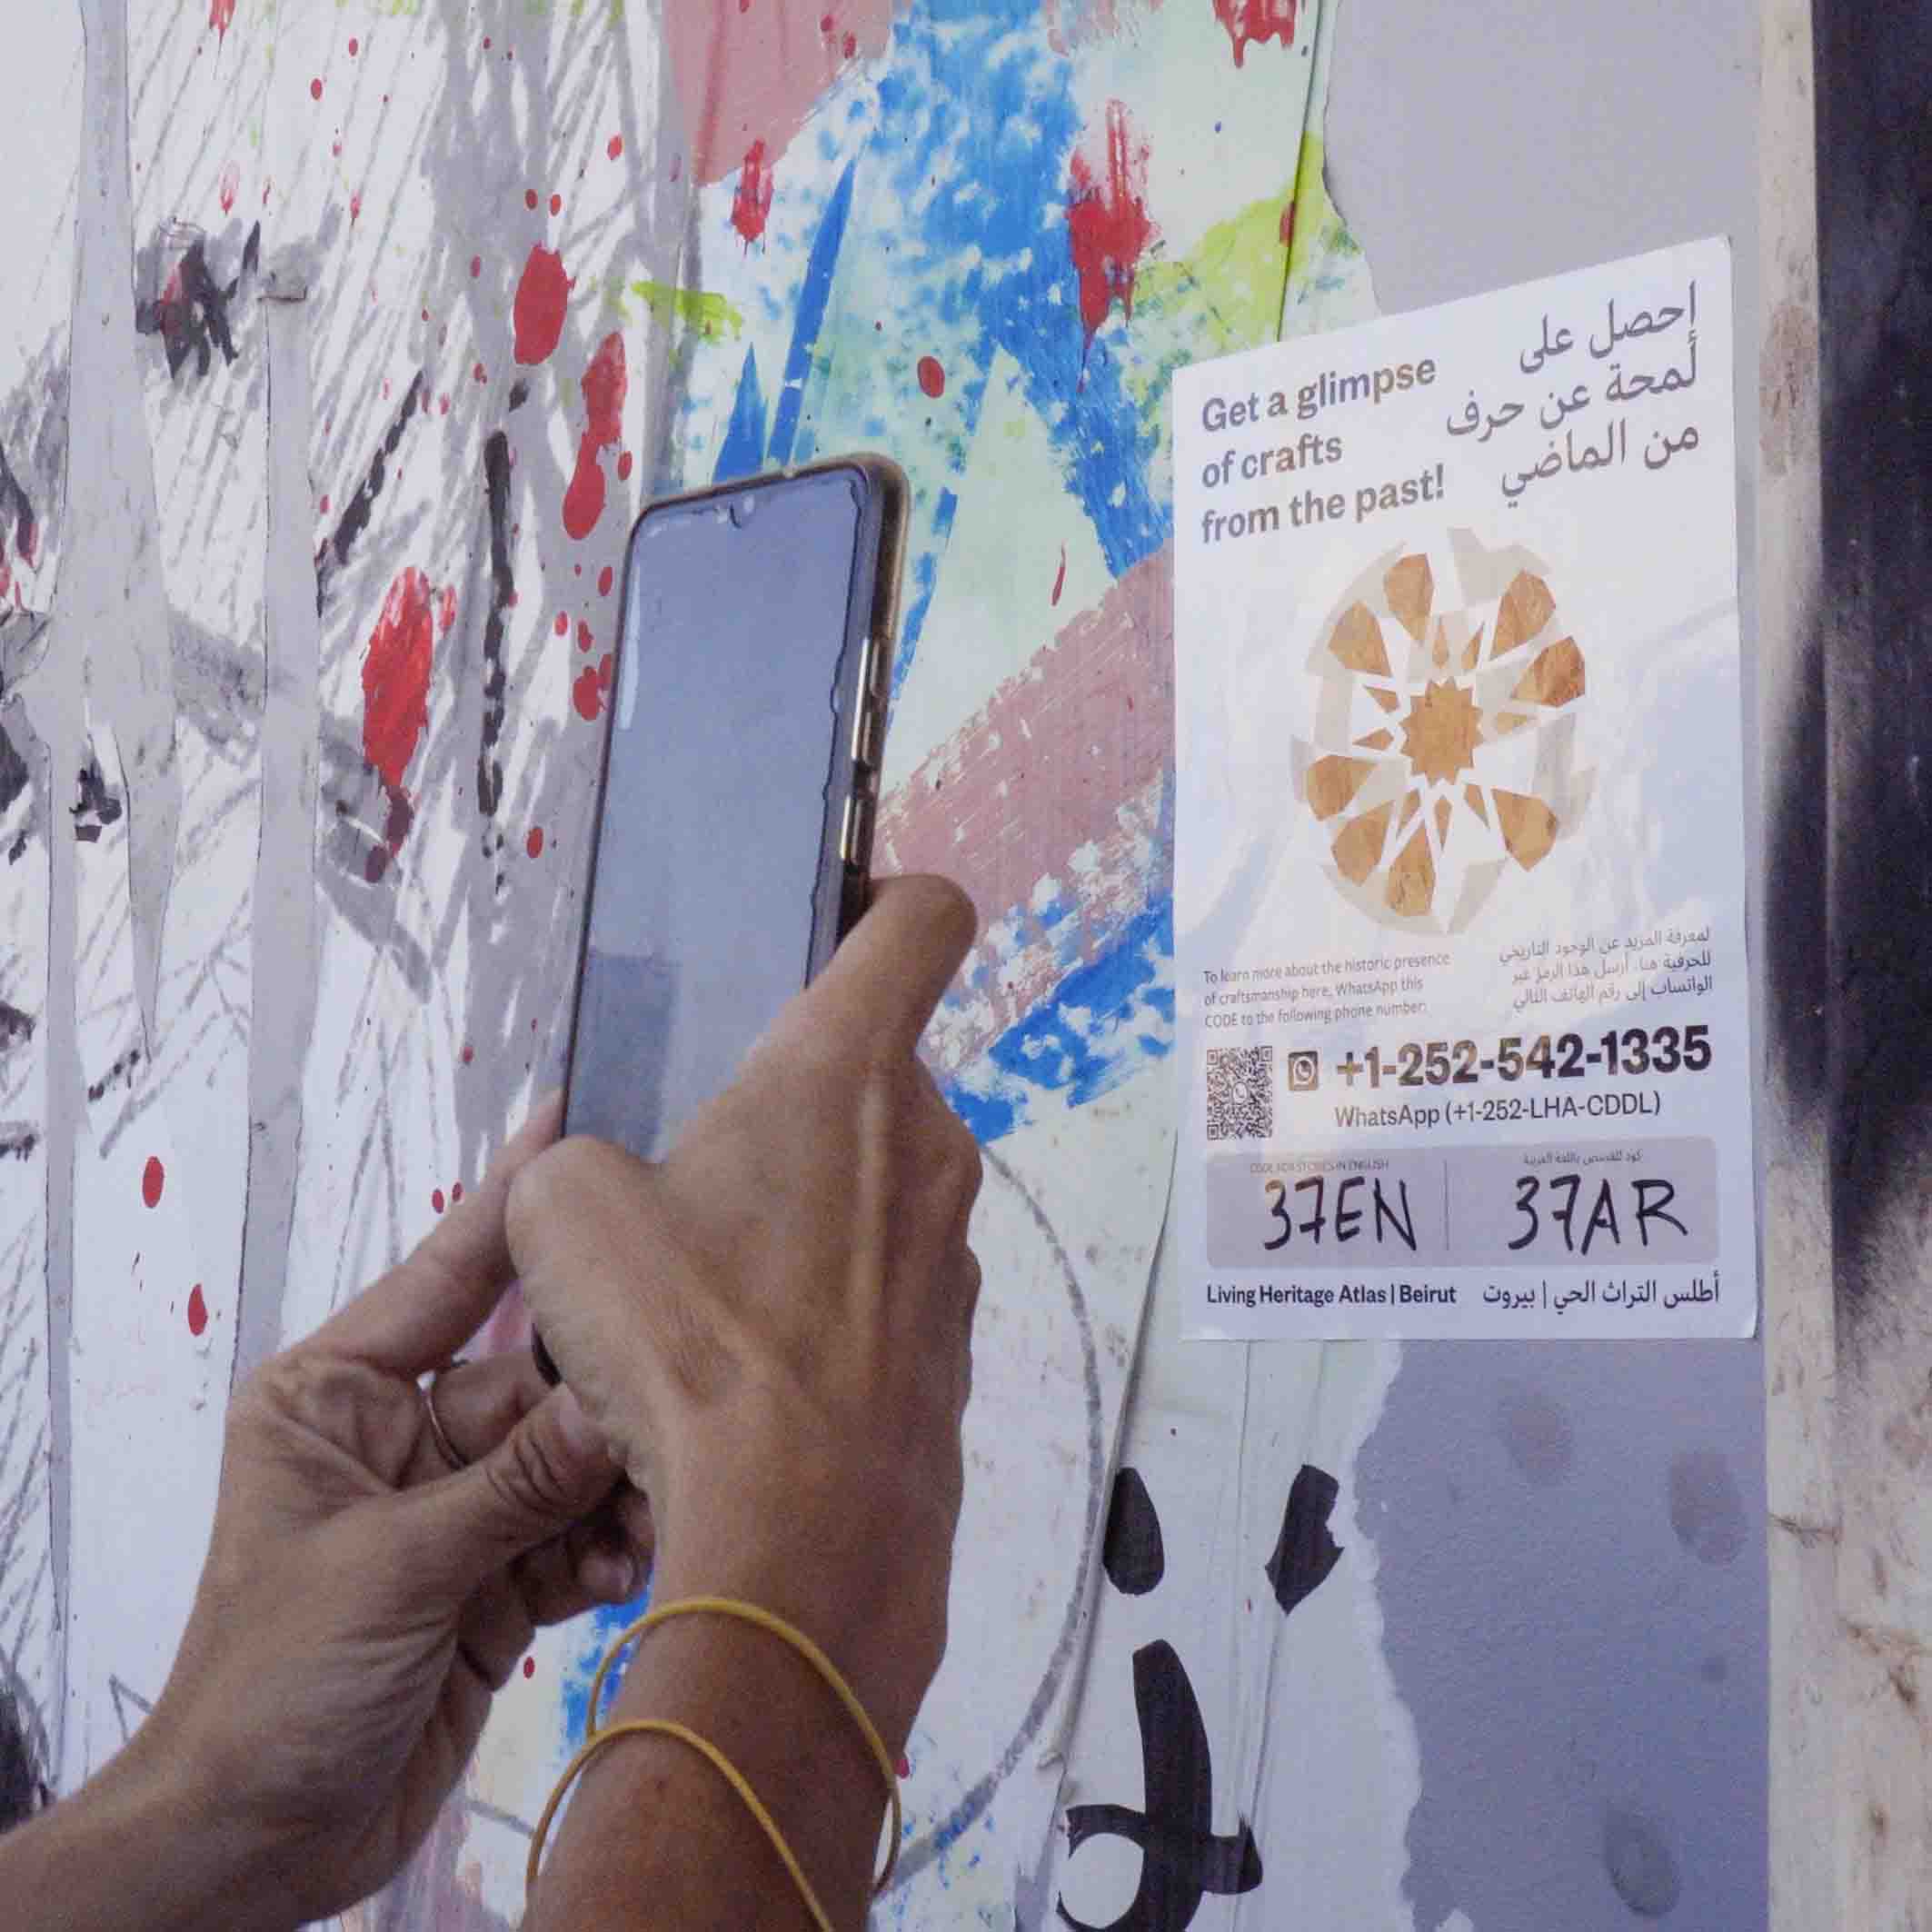 Get a glimpse
of crafts
from the past!
إحصل على
لمحة عن حرف
من الماضي
To learn more about the historic presence
of craftsmanship here, WhatsApp this
CODE to the following phone number:
لمعرفة المزيد عن الوجود التاريخي
للحرفية هنا، أرسل هذا الرمز عبر
الواتساب إلى رقم الهاتف التالي
+1-252-542-1335
WhatsApp (+1-252-LHA-CDDL)
CODE FOR STORIES IN ENGLISH
كود للقصص باللغة العربية
37EN
37AR
Living Heritage Atlas | Beirut
أطلس التراث الحي | بيروت